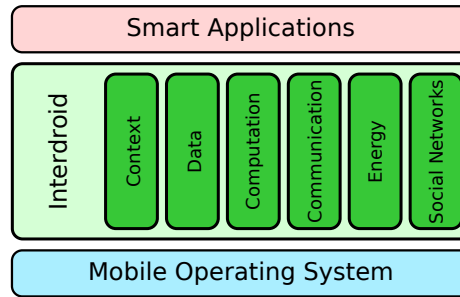 Smart Applications
Interdroid
Context
Data
Computation
Communication
Energy
Social Networks
Mobile Operating System